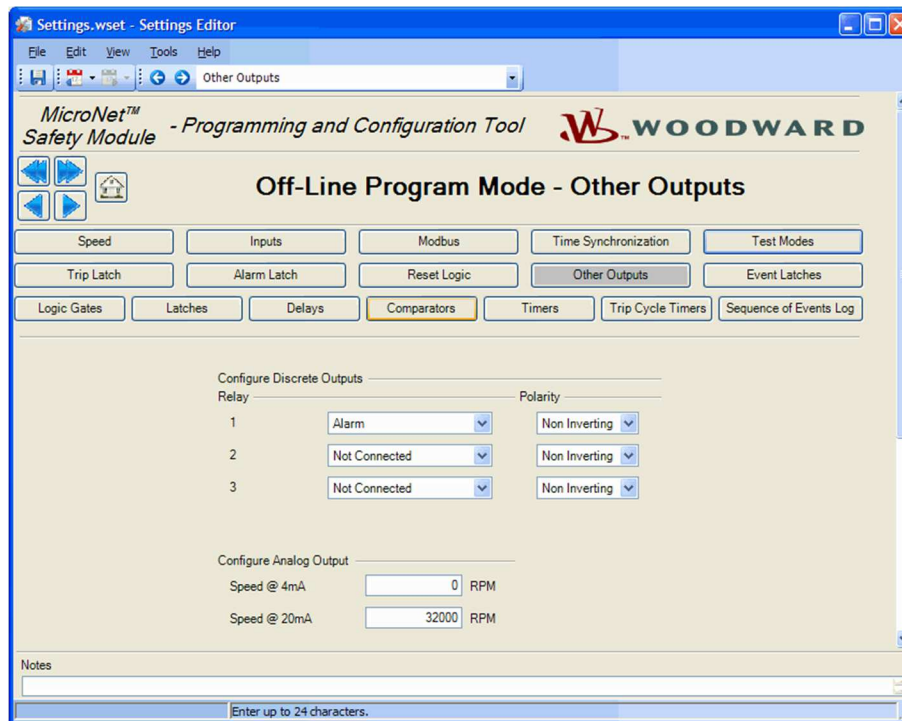 Settings.wset - Settings Editor
File Edit View Tools Help
Other Outputs
MicroNet™
Safety Module - Programming and Configuration Tool
WOODWARD
Off-Line Program Mode - Other Outputs
Speed Inputs Modbus Time Synchronization Test Modes
Trip Latch Alarm Latch Reset Logic Other Outputs Event Latches
Logic Gates Latches Delays Comparators Timers Trip Cycle Timers Sequence of Events Log
Configure Discrete Outputs
Relay Polarity
1 Alarm Non Inverting
2 Not Connected Non Inverting
3 Not Connected Non Inverting
Configure Analog Output
Speed @ 4mA 0 RPM
Speed @ 20mA 32000 RPM
Notes
Enter up to 24 characters.